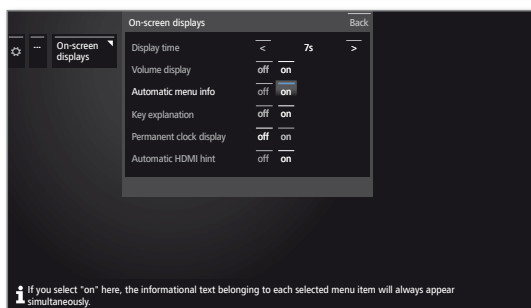 On-screen displays Back
... On-screen displays
Display time < 7s >
Volume display off on
Automatic menu info off on
Key explanation off on
Permanent clock display off on
Automatic HDMI hint off on
If you select "on" here, the informational text belonging to each selected menu item will always appear
simultaneously.